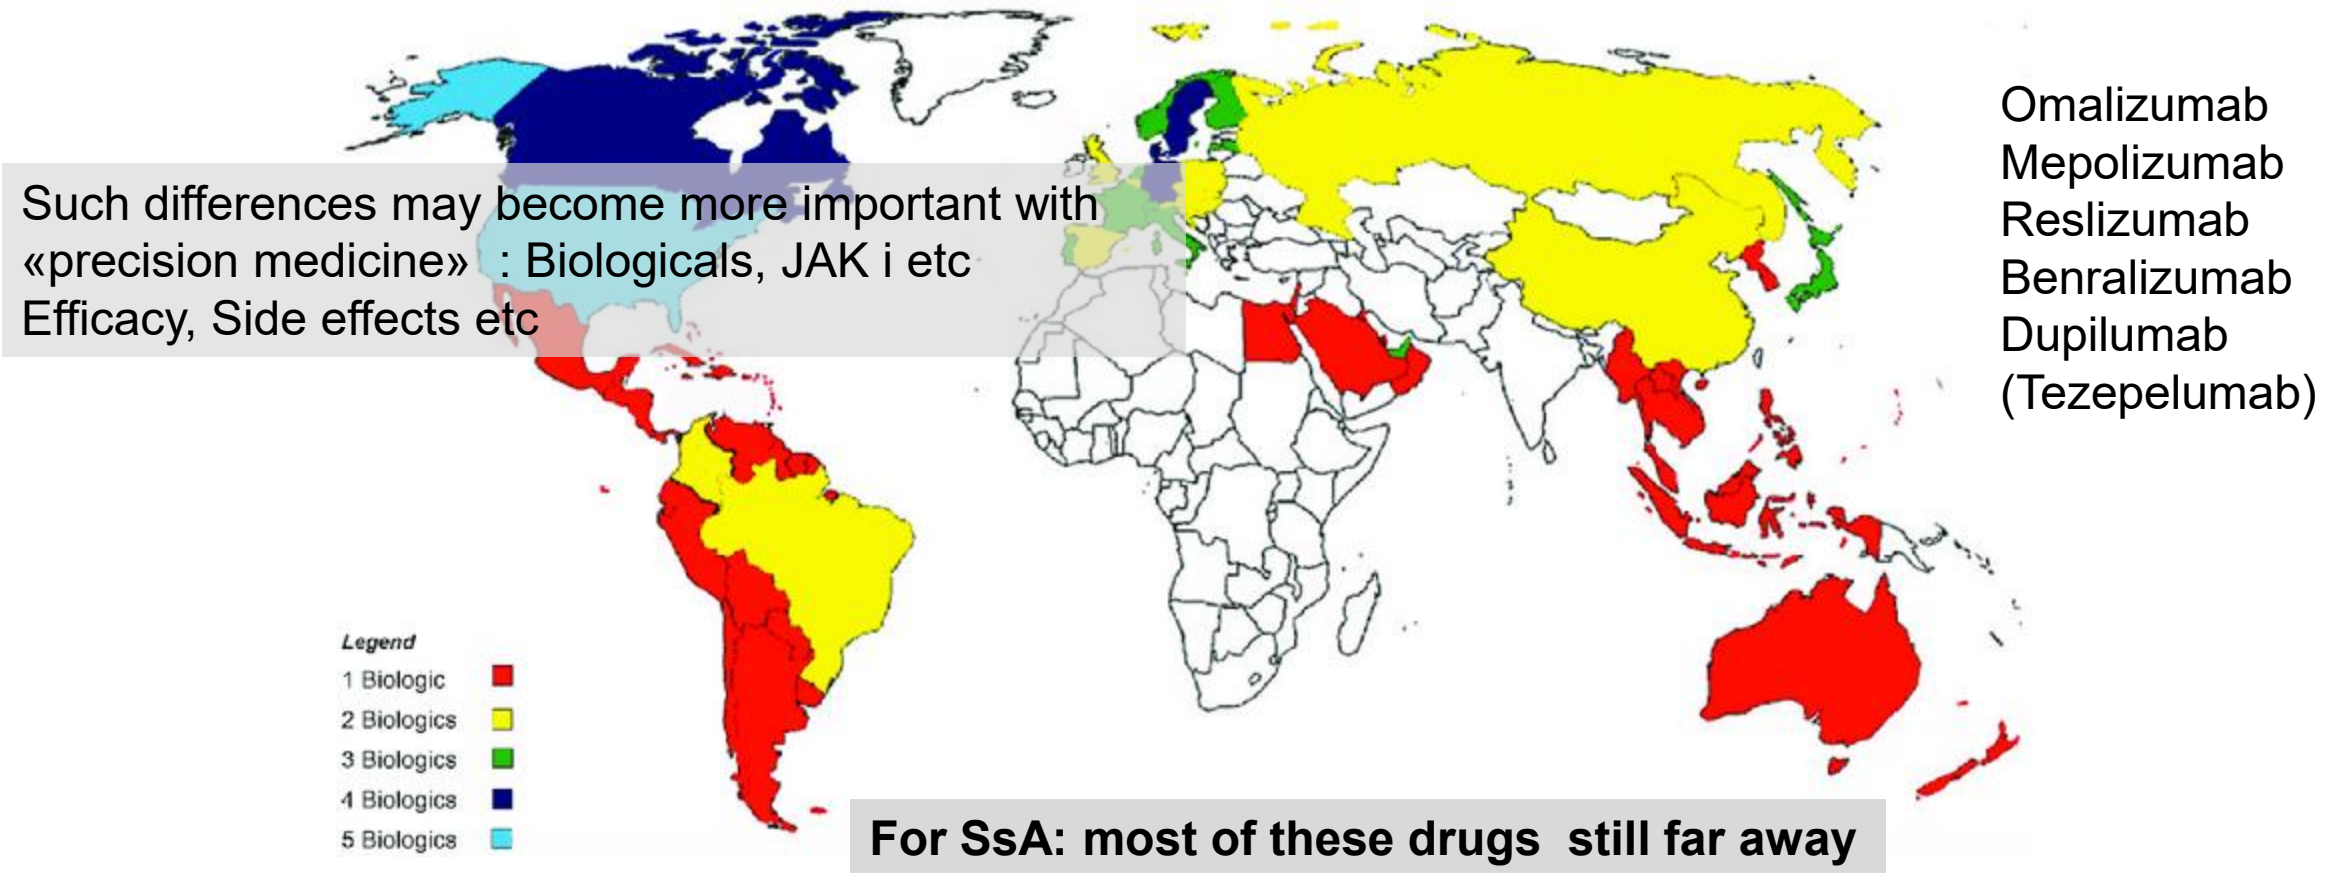 Such differences may become more important with
«precision medicine»  : Biologicals, JAK i etc
Efficacy, Side effects etc
Omalizumab
Mepolizumab
Reslizumab
Benralizumab
Dupilumab
(Tezepelumab)
Legend
1 Biologic
2 Biologics
3 Biologics
4 Biologics
5 Biologics
For SsA: most of these drugs  still far away